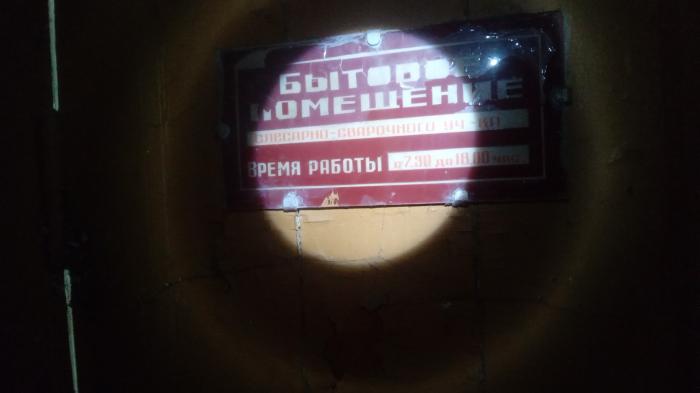 БЫТОВОЕ
ПОМЕЩЕНИЕ
СЛЕСАРНО-СВАРОЧНОГО УЧ-КА
ВРЕМЯ РАБОТЫ с 7.30 до 18.00 час.